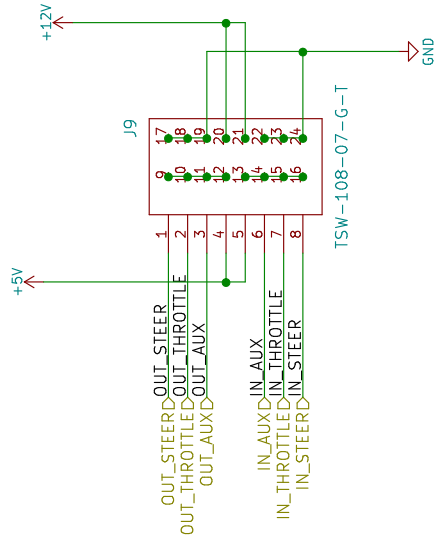 +12V
GND
J9
17 18 19 20 21 22 23 24
9 10 11 12 13 14 15 16
TSW-108-07-G-T
1 2 3 4 5 6 7 8
+5V
OUT_STEER
OUT_THROTTLE
OUT_AUX
IN_AUX
IN_THROTTLE
IN_STEER
OUT_STEER
OUT_THROTTLE
OUT_AUX
IN_AUX
IN_THROTTLE
IN_STEER